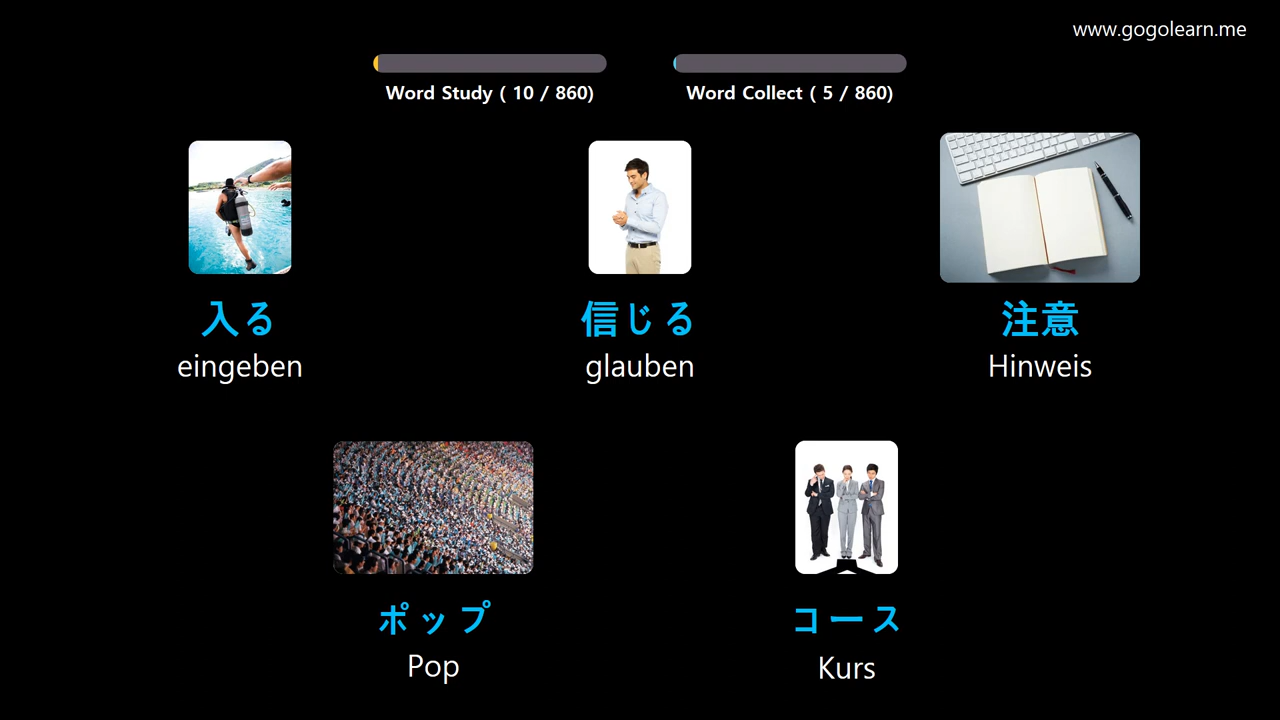 www.gogolearn.me
Word Study ( 10 / 860)
Word Collect ( 5 / 860)
入る
eingeben
信じる
glauben
注意
Hinweis
ポップ
Pop
コース
Kurs